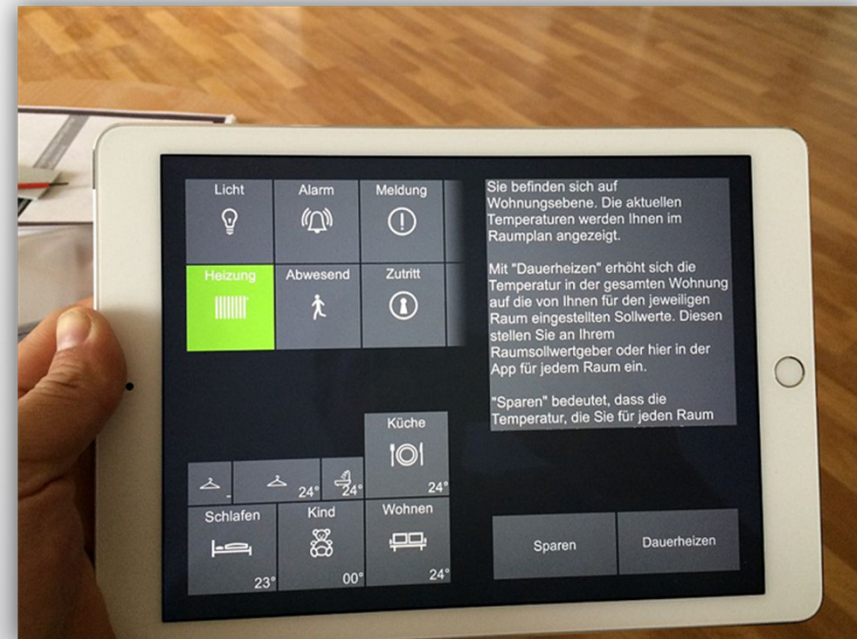 Licht
Alarm
Meldung
Heizung
Abwesend
Zutritt
Küche
24°
-
24°
24°
Schlafen
23°
Kind
00°
Wohnen
24°
Sie befinden sich auf
Wohnungsebene. Die aktuellen
Temperaturen werden Ihnen im
Raumplan angezeigt.
Mit "Dauerheizen" erhöht sich die
Temperatur in der gesamten Wohnung
auf die von Ihnen für den jeweiligen
Raum eingestellten Sollwerte. Diesen
stellen Sie an Ihrem
Raumsollwertgeber oder hier in der
App für jedem Raum ein.
"Sparen" bedeutet, dass die
Temperatur, die Sie für jeden Raum
Sparen
Dauerheizen